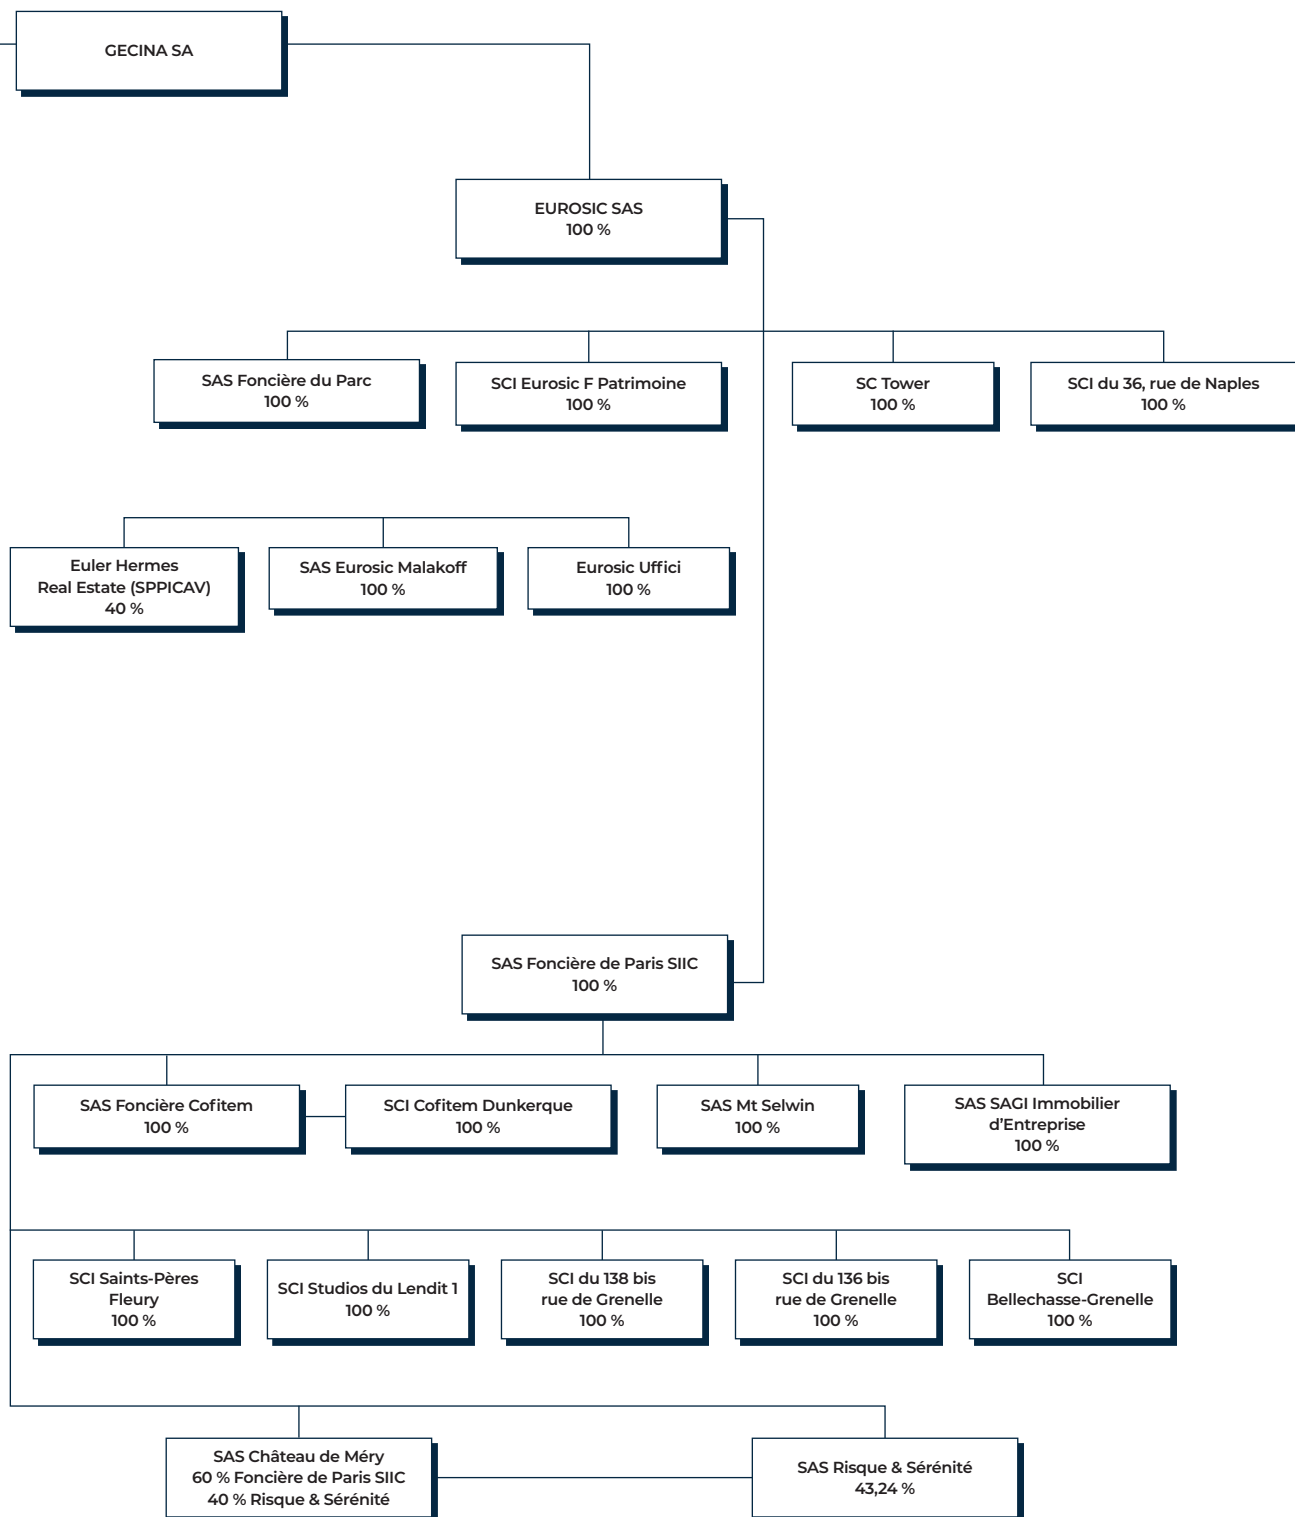 GECINA SA
EUROSIC SAS
100 %
SAS Foncière du Parc
100 %
SCI Eurosic F Patrimoine
100 %
SC Tower
100 %
SCI du 36, rue de Naples
100 %
Euler Hermes
Real Estate (SPPICAV)
40 %
SAS Eurosic Malakoff
100 %
Eurosic Uffici
100 %
SAS Foncière de Paris SIIC
100 %
SAS Foncière Cofitem
100 %
SCI Cofitem Dunkerque
100 %
SAS Mt Selwin
100 %
SAS SAGI Immobilier
d’Entreprise
100 %
SCI Saints-Pères
Fleury
100 %
SCI Studios du Lendit 1
100 %
SCI du 138 bis
rue de Grenelle
100 %
SCI du 136 bis
rue de Grenelle
100 %
SCI
Bellechasse-Grenelle
100 %
SAS Château de Méry
60 % Foncière de Paris SIIC
40 % Risque & Sérénité
SAS Risque & Sérénité
43,24 %